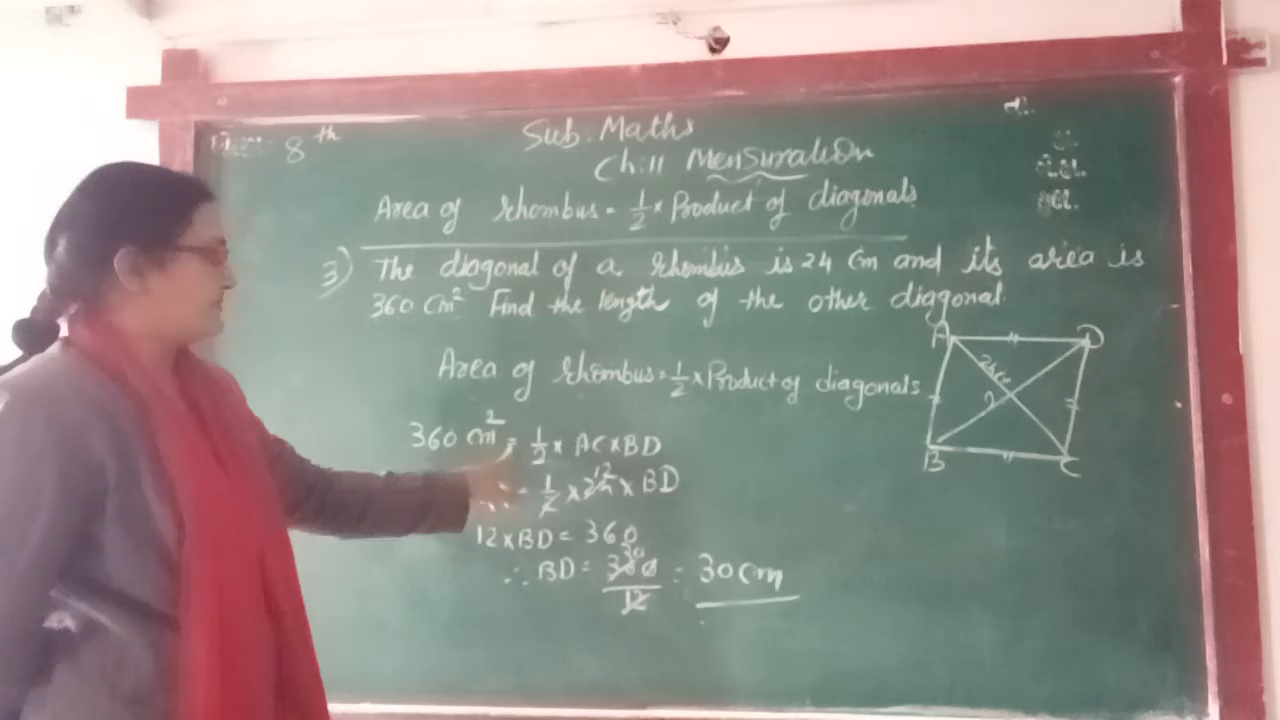 8th
Sub. Maths
Ch:11 Mensuration
Area of rhombus = 1/2 × Product of diagonals
3) The diagonal of a rhombus is 24 cm and its area is
360 cm² Find the length of the other diagonal.
Area of rhombus = 1/2 × Product of diagonals
360 cm² = 1/2 × AC × BD
= 1/2 × 24 12 × BD
12 × BD = 360
∴ BD = 360 30 / 12 = 30 cm
A D
24cm
?
B C